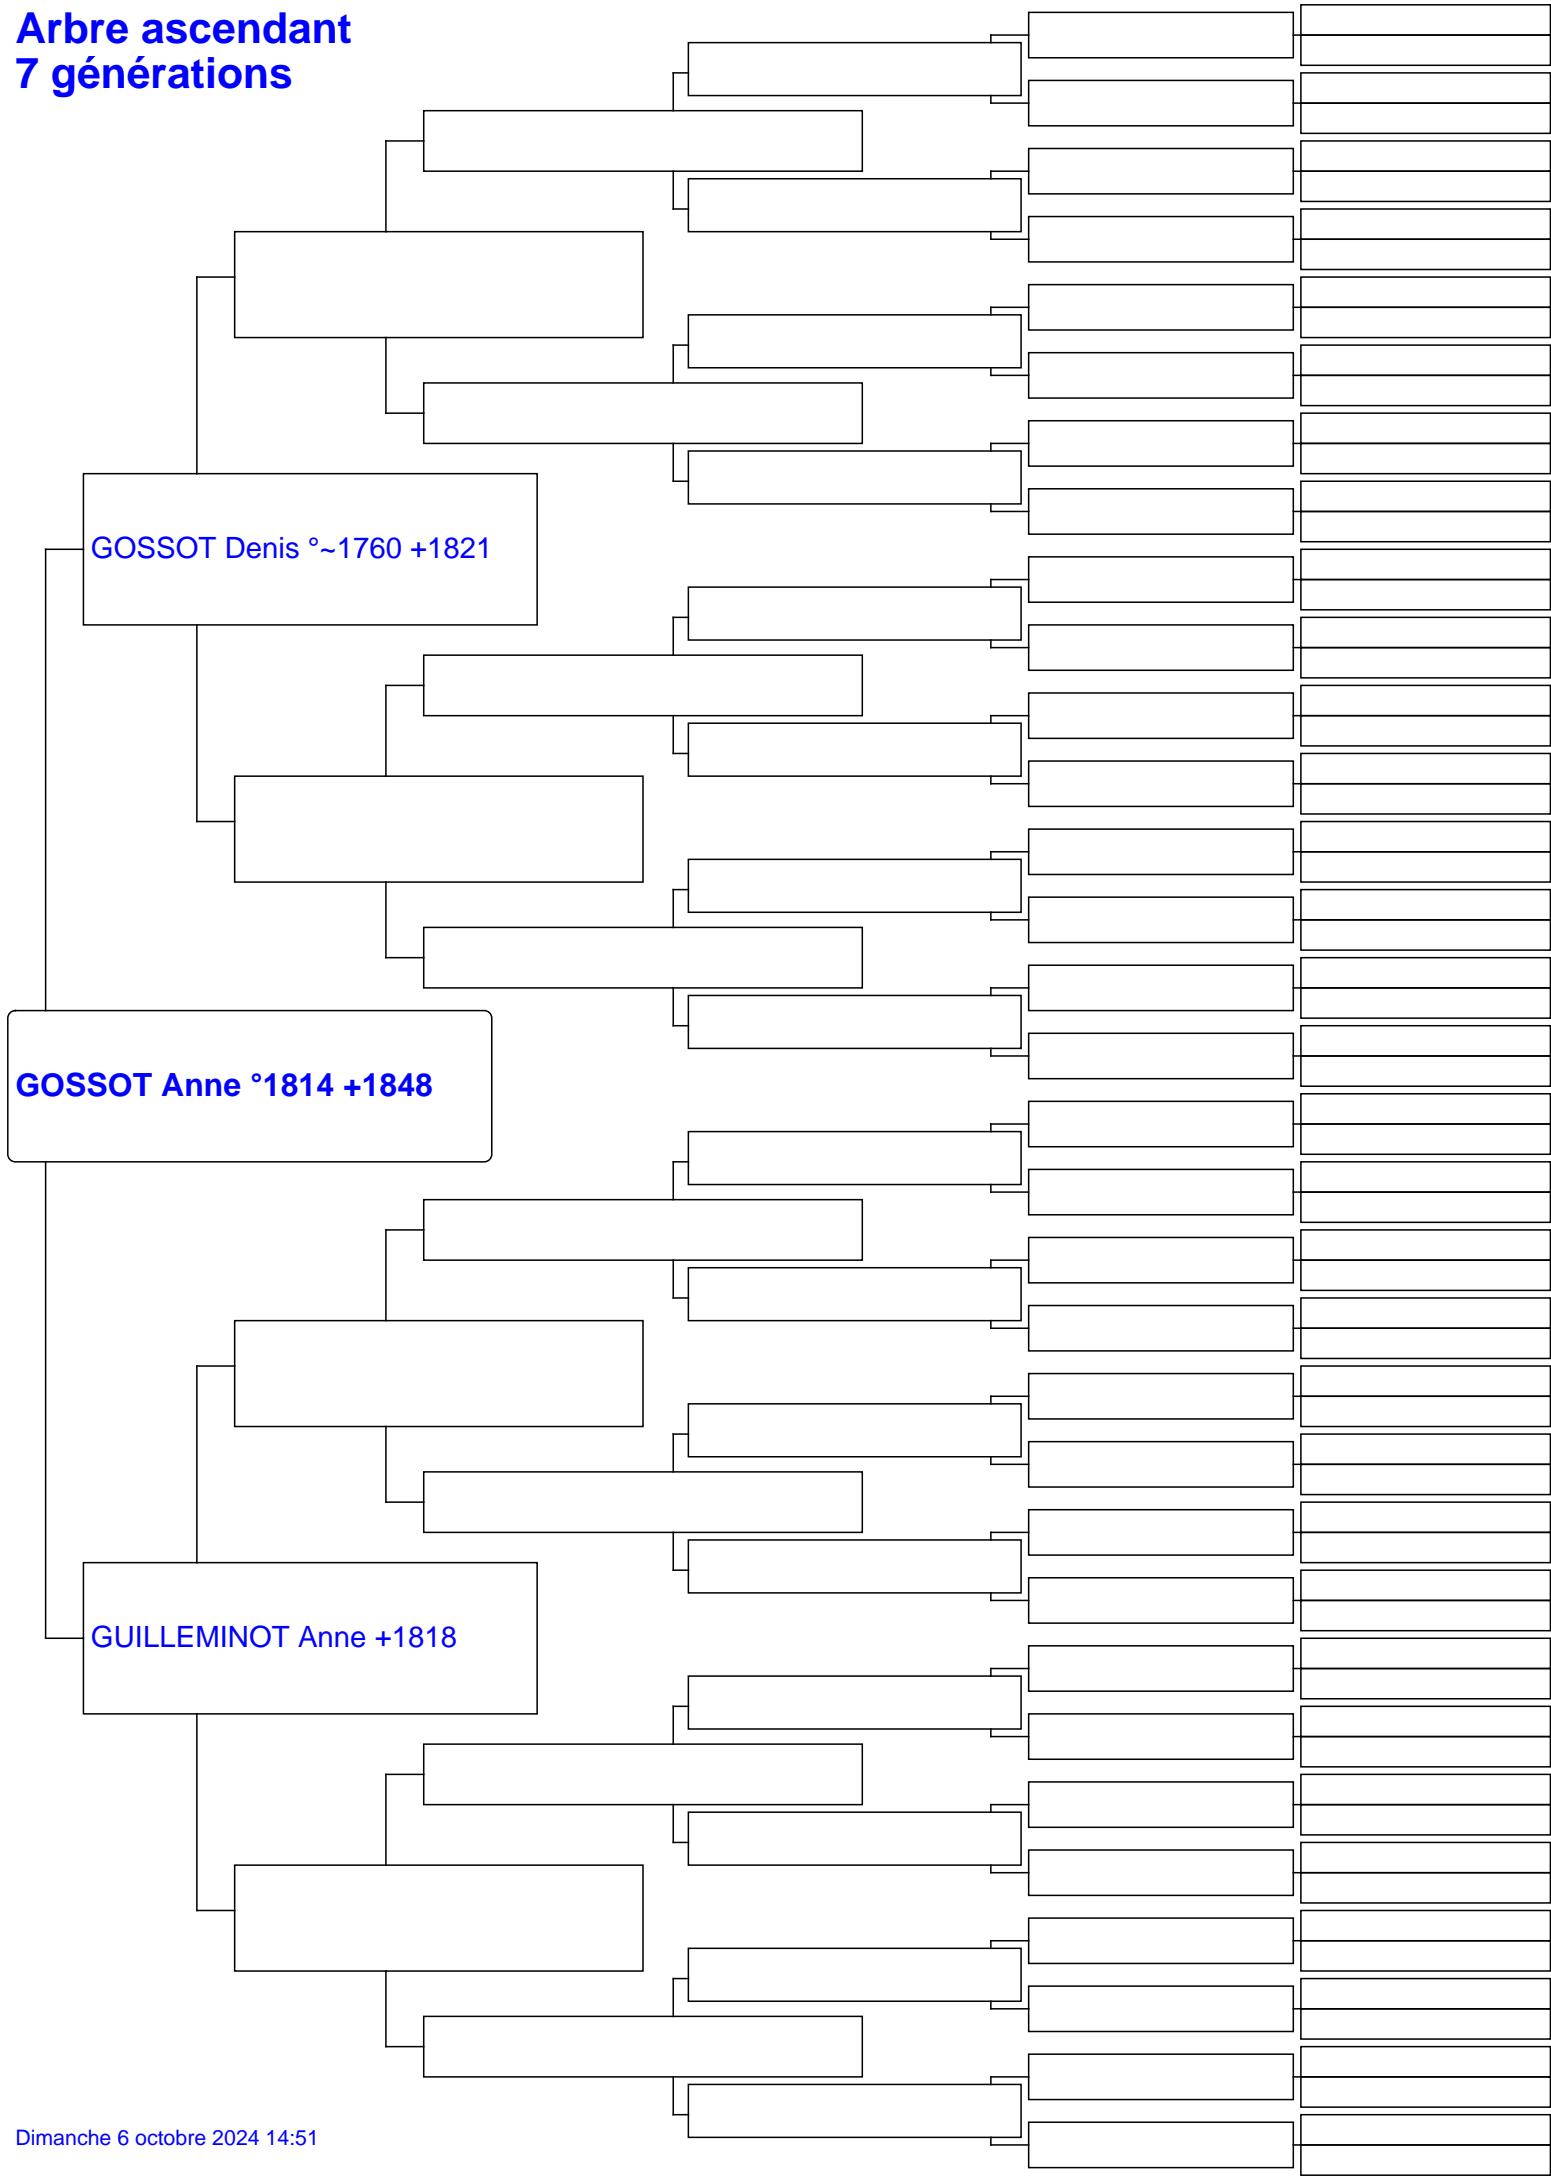 Arbre ascendant
7 générations
GOSSOT Denis °~1760 +1821
GOSSOT Anne °1814 +1848
GUILLEMINOT Anne +1818
Dimanche 6 octobre 2024 14:51